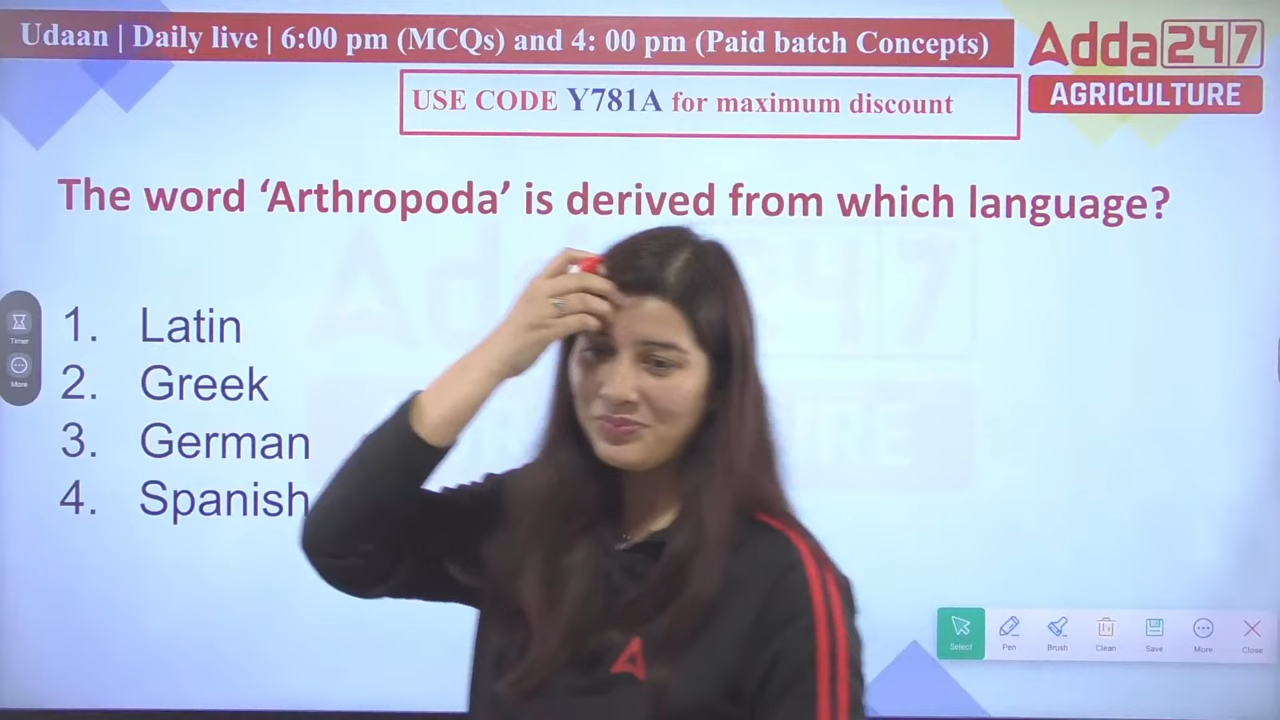 Udaan | Daily live | 6:00 pm (MCQs) and 4: 00 pm (Paid batch Concepts)
Adda247
AGRICULTURE
USE CODE Y781A for maximum discount
The word ‘Arthropoda’ is derived from which language?
1. Latin
2. Greek
3. German
4. Spanish
Timer
More
Select Pen Brush Clean Save More Close